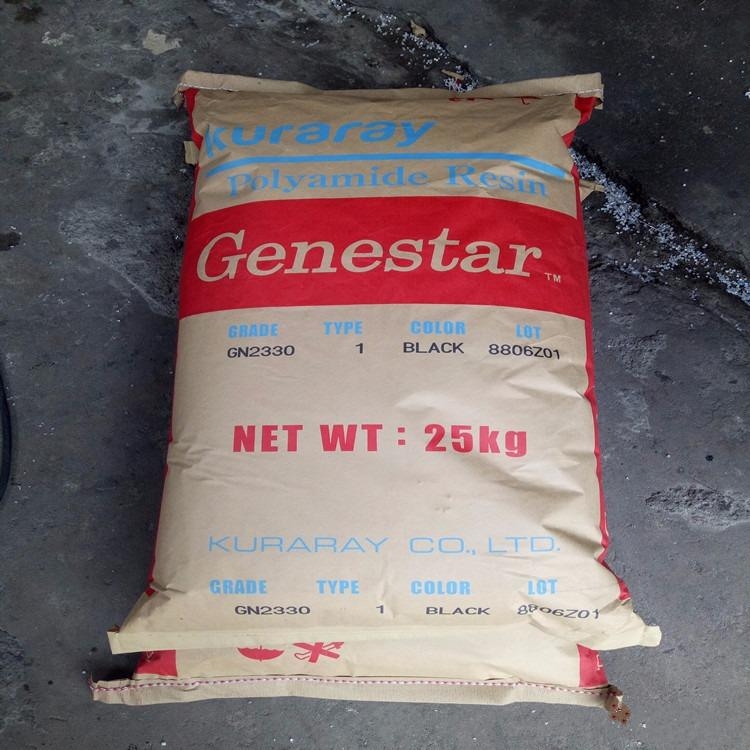 kuraray
Polyamide Resin
Genestar™
GRADE TYPE COLOR LOT
GN2330 1 BLACK 8806Z01
NET WT : 25kg
KURARAY CO., LTD.
GRADE TYPE COLOR LOT
GN2330 1 BLACK 8806Z01